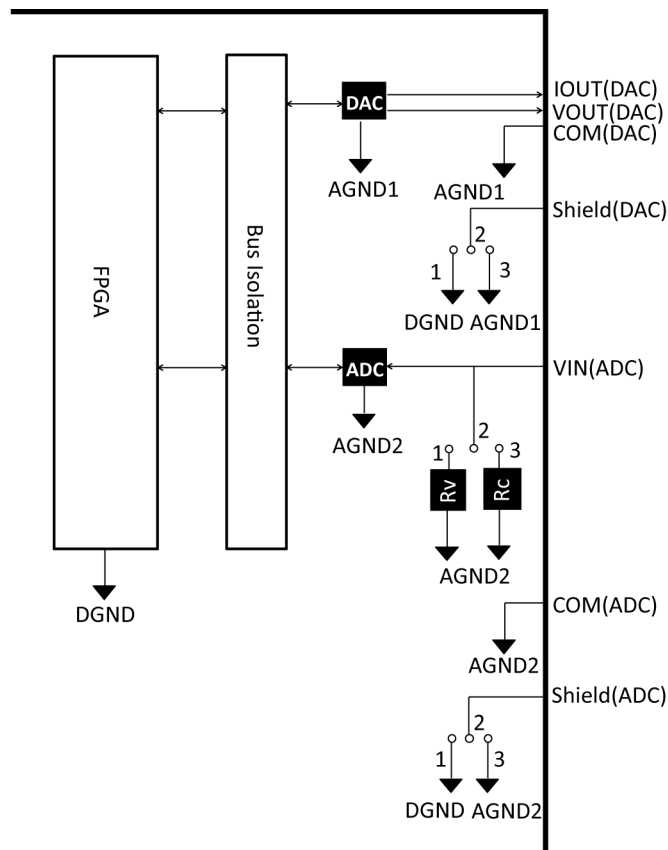 FPGA
Bus Isolation
DAC
IOUT(DAC)
VOUT(DAC)
COM(DAC)
AGND1
AGND1
Shield(DAC)
2
1
3
DGND
AGND1
ADC
VIN(ADC)
AGND2
2
1
3
Rv
Rc
AGND2
DGND
COM(ADC)
AGND2
Shield(ADC)
2
1
3
DGND
AGND2